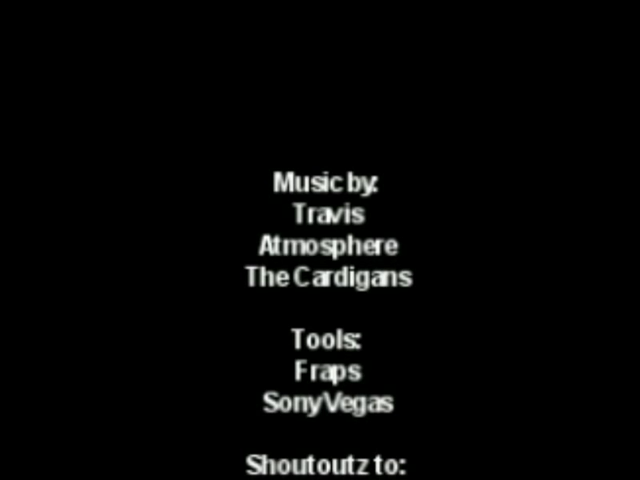 Music by:
Travis
Atmosphere
The Cardigans
Tools:
Fraps
Sony Vegas
Shoutoutz to: